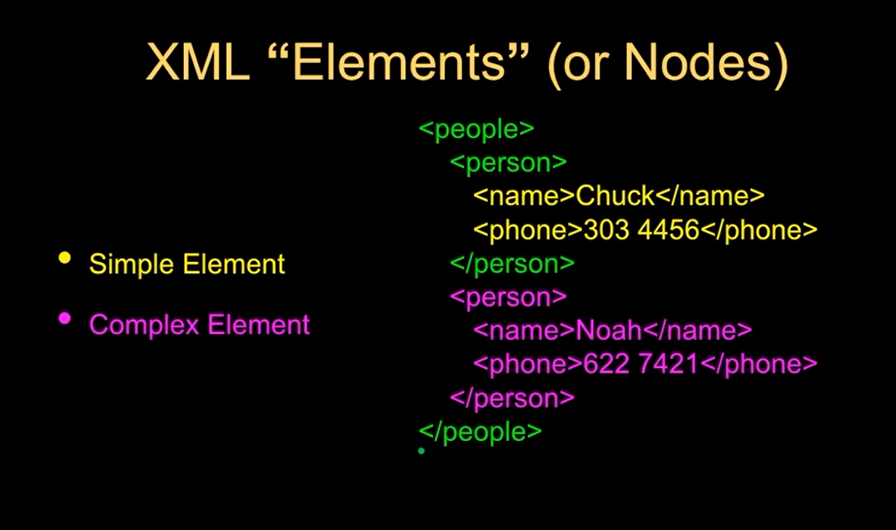 XML “Elements” (or Nodes)
<people>
<person>
<name>Chuck</name>
<phone>303 4456</phone>
</person>
<person>
<name>Noah</name>
<phone>622 7421</phone>
</person>
</people>
• Simple Element
• Complex Element